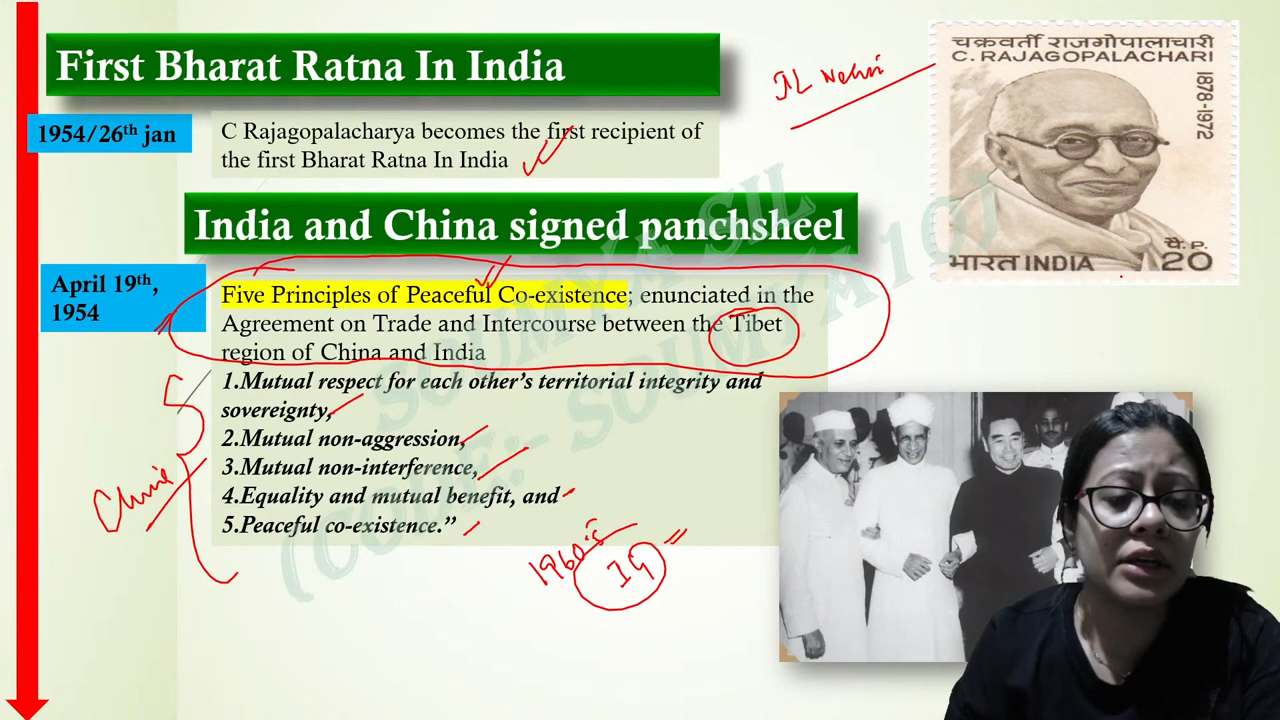 First Bharat Ratna In India
1954/26th jan
C Rajagopalacharya becomes the first recipient of
the first Bharat Ratna In India
JL Nehru
चक्रवर्ती राजगोपालाचारी
C. RAJAGOPALACHARI
1878-1972
पै. P.
भारत INDIA 20
India and China signed panchsheel
April 19th,
1954
Five Principles of Peaceful Co-existence; enunciated in the
Agreement on Trade and Intercourse between the Tibet
region of China and India
1.Mutual respect for each other’s territorial integrity and
sovereignty,
2.Mutual non-aggression,
3.Mutual non-interference,
4.Equality and mutual benefit, and
5.Peaceful co-existence.”
5
China
1960's
SOUMYA SIL
(CODE:- SOUMYA10)